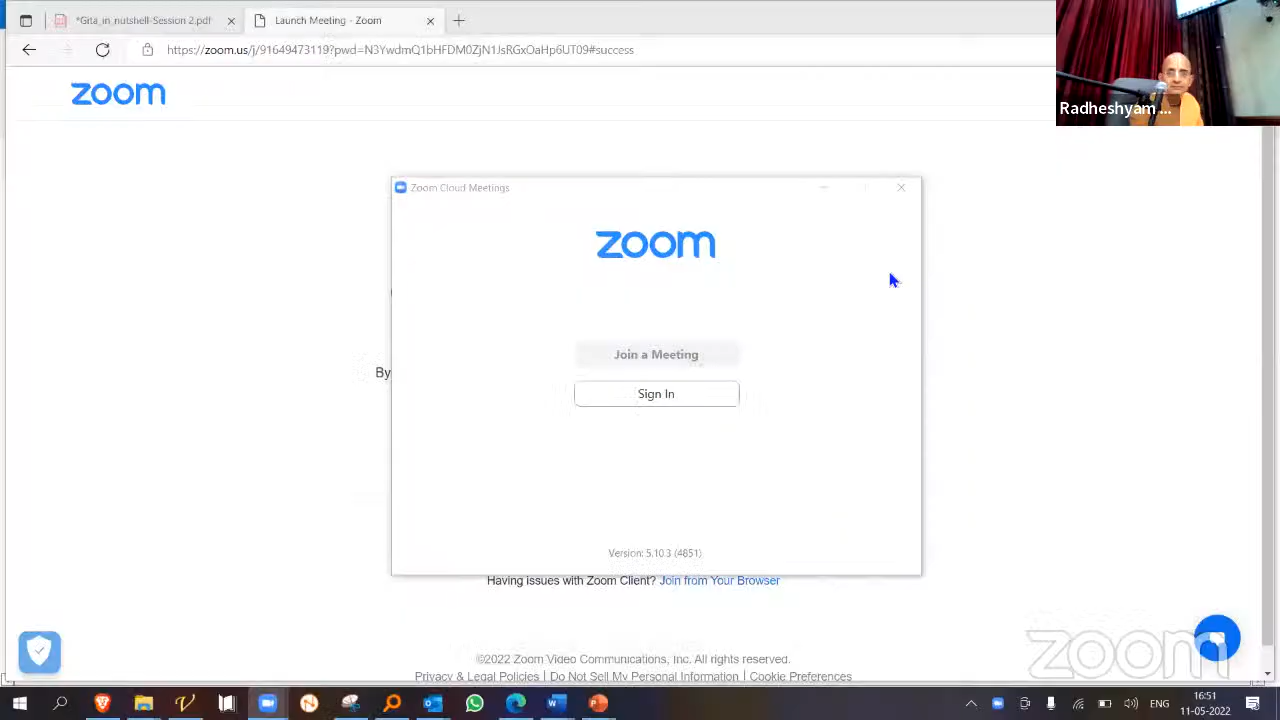 *Gita_in_nutshell-Session 2.pdf
Launch Meeting - Zoom
https://zoom.us/j/91649473119?pwd=N3YwdmQ1bHFDM0ZjN1JsRGxOaHp6UT09#success
zoom
Radheshyam ...
Zoom Cloud Meetings
zoom
Join a Meeting
By
Sign In
Version: 5.10.3 (4851)
Having issues with Zoom Client? Join from Your Browser
©2022 Zoom Video Communications, Inc. All rights reserved.
Privacy & Legal Policies | Do Not Sell My Personal Information | Cookie Preferences
zoom
ENG
16:51
11-05-2022